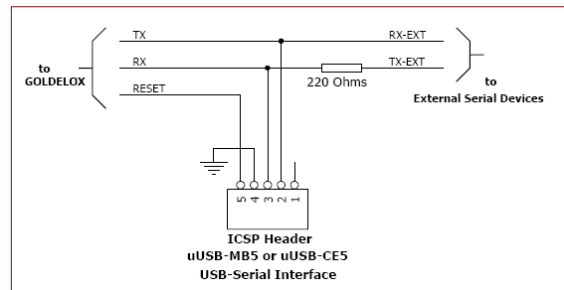 TX
RX-EXT
to
GOLDELOX
RX
TX-EXT
220 Ohms
to
External Serial Devices
RESET
5 4 3 2 1
ICSP Header
uUSB-MB5 or uUSB-CE5
USB-Serial Interface